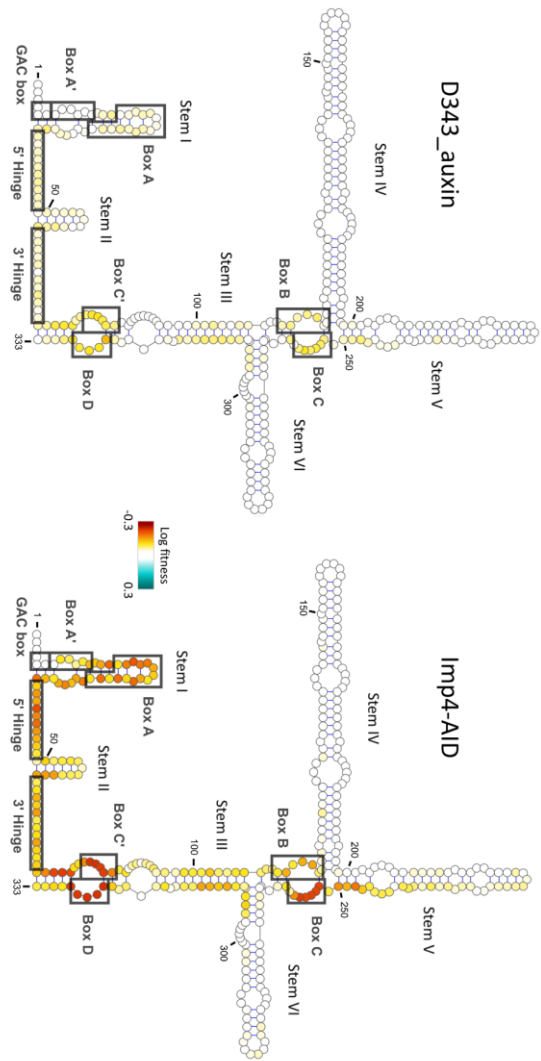 D343_auxin
150
Stem IV
Stem I
Box A'
Box A
1
GAC box
5' Hinge
50
Stem II
3' Hinge
Box C'
Box D
333
100
Stem III
Box B
Box C
200
250
Stem V
300
Stem VI
Log fitness
-0.3
0.3
Imp4-AID
150
Stem IV
Stem I
Box A'
Box A
1
GAC box
5' Hinge
50
Stem II
3' Hinge
Box C'
Box D
333
100
Stem III
Box B
Box C
200
250
Stem V
300
Stem VI